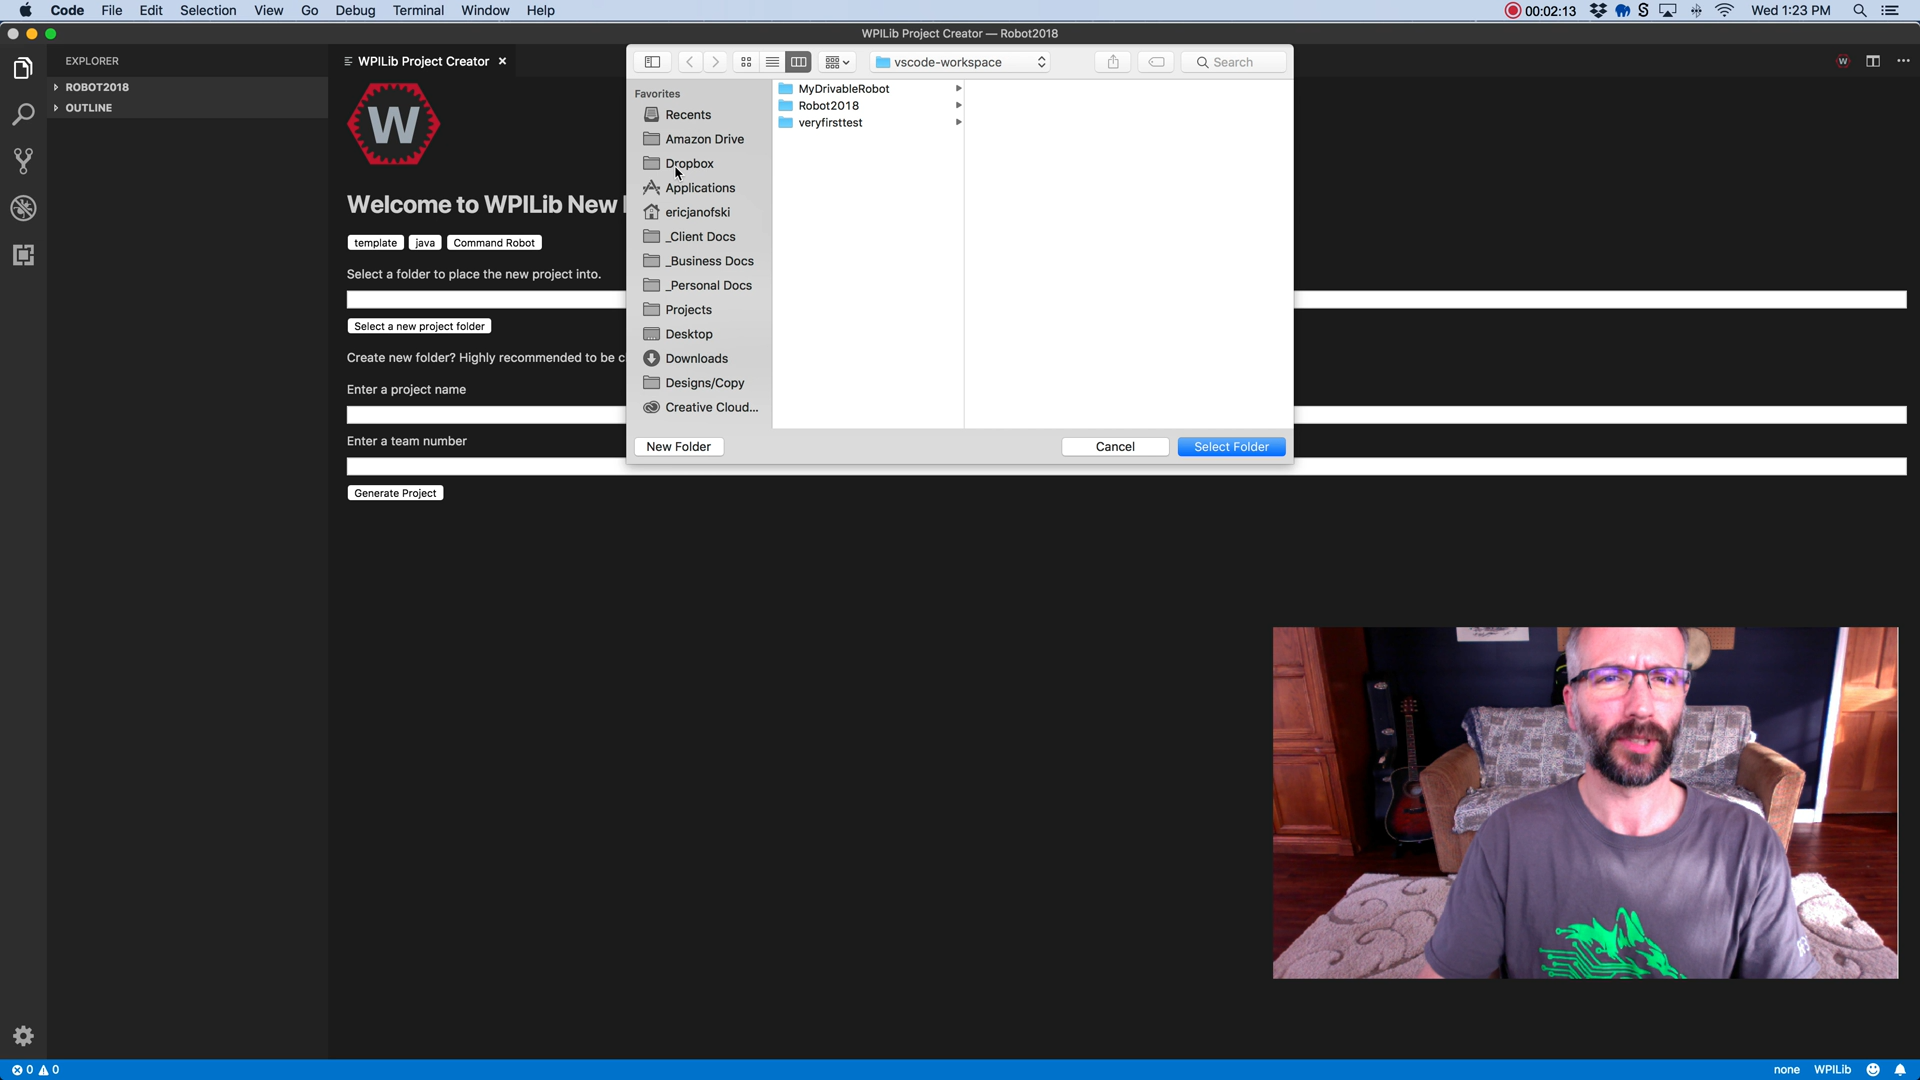 Code File Edit Selection View Go Debug Terminal Window Help
00:02:13 Wed 1:23 PM
WPILib Project Creator — Robot2018
EXPLORER
ROBOT2018
OUTLINE
WPILib Project Creator ×
W
W
Welcome to WPILib New
template java Command Robot
Select a folder to place the new project into.
Select a new project folder
Create new folder? Highly recommended to be c
Enter a project name
Enter a team number
Generate Project
vscode-workspace
Search
Favorites
Recents
Amazon Drive
Dropbox
Applications
ericjanofski
_Client Docs
_Business Docs
_Personal Docs
Projects
Desktop
Downloads
Designs/Copy
Creative Cloud...
MyDrivableRobot
Robot2018
veryfirsttest
New Folder Cancel Select Folder
0 0
none WPILib